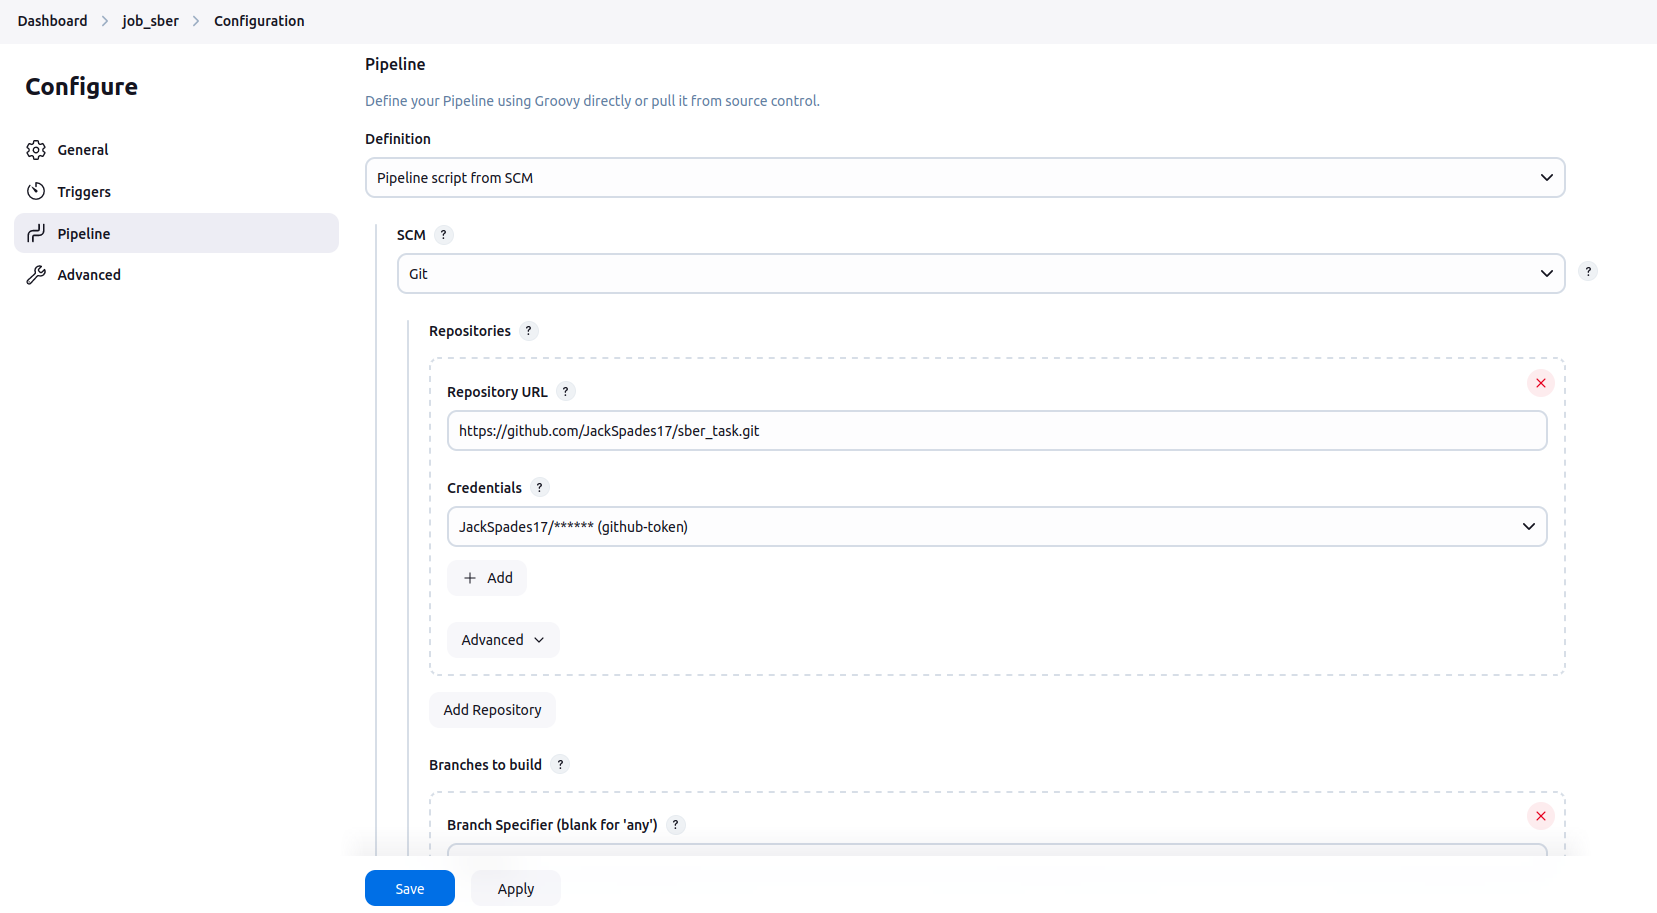 Dashboard > job_sber > Configuration
Configure
General
Triggers
Pipeline
Advanced
Pipeline
Define your Pipeline using Groovy directly or pull it from source control.
Definition
Pipeline script from SCM
SCM ?
Git
?
Repositories ?
Repository URL ?
https://github.com/JackSpades17/sber_task.git
Credentials ?
JackSpades17/****** (github-token)
+ Add
Advanced
Add Repository
Branches to build ?
Branch Specifier (blank for 'any') ?
Save Apply